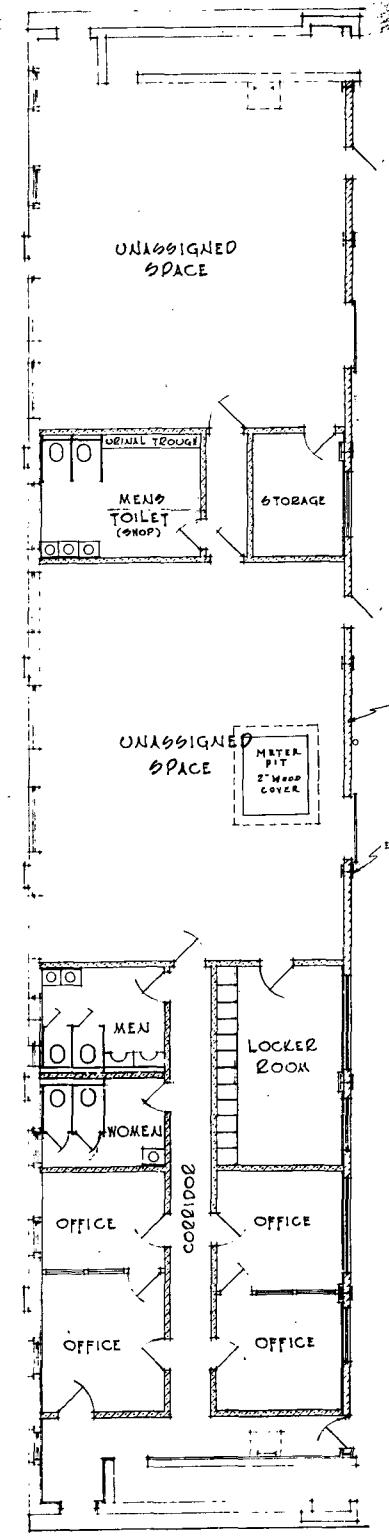 UNASSIGNED
SPACE
URINAL TROUGH
MENS
TOILET
(SHOP)
STORAGE
UNASSIGNED
SPACE
METER
PIT
2" WOOD
COVER
MEN
LOCKER
ROOM
WOMEN
CORRIDOR
OFFICE
OFFICE
OFFICE
OFFICE